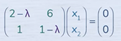 (2-λ 6) (x₁) = (0)
(1 1-λ) (x₂) = (0)